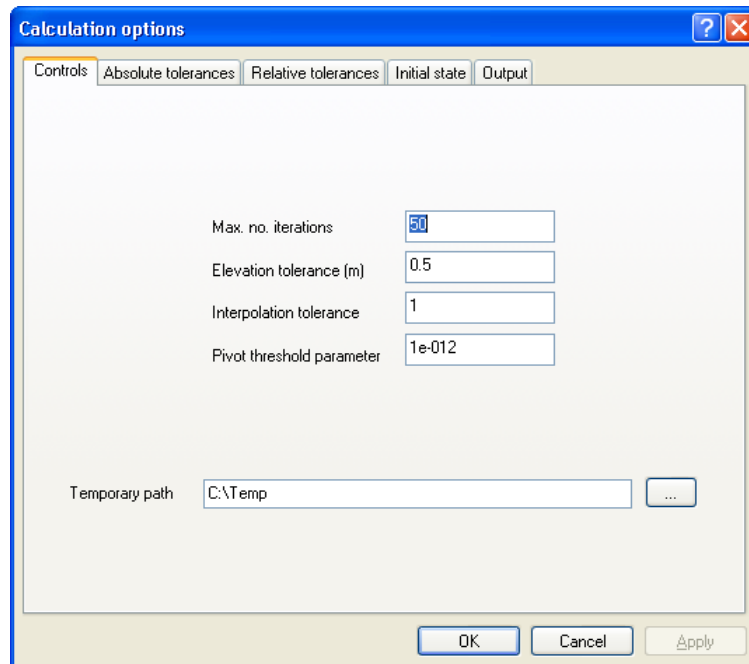 Calculation options
Controls Absolute tolerances Relative tolerances Initial state Output
Max. no. iterations 50
Elevation tolerance (m) 0.5
Interpolation tolerance 1
Pivot threshold parameter 1e-012
Temporary path C:\Temp ...
OK Cancel Apply